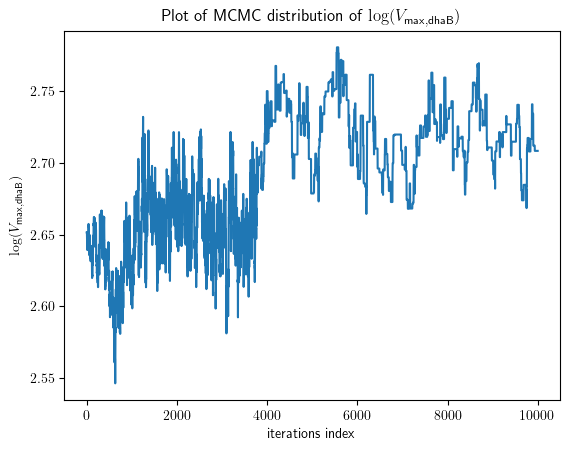 Plot of MCMC distribution of log(V_max,dhaB)
log(V_max,dhaB)
2.75
2.70
2.65
2.60
2.55
0 2000 4000 6000 8000 10000
iterations index